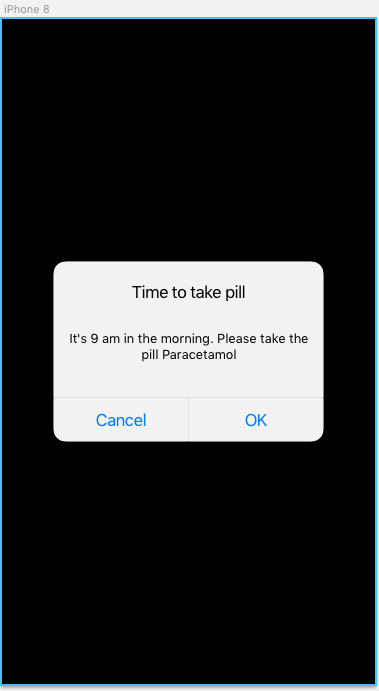 iPhone 8
Time to take pill
It's 9 am in the morning. Please take the
pill Paracetamol
Cancel
OK